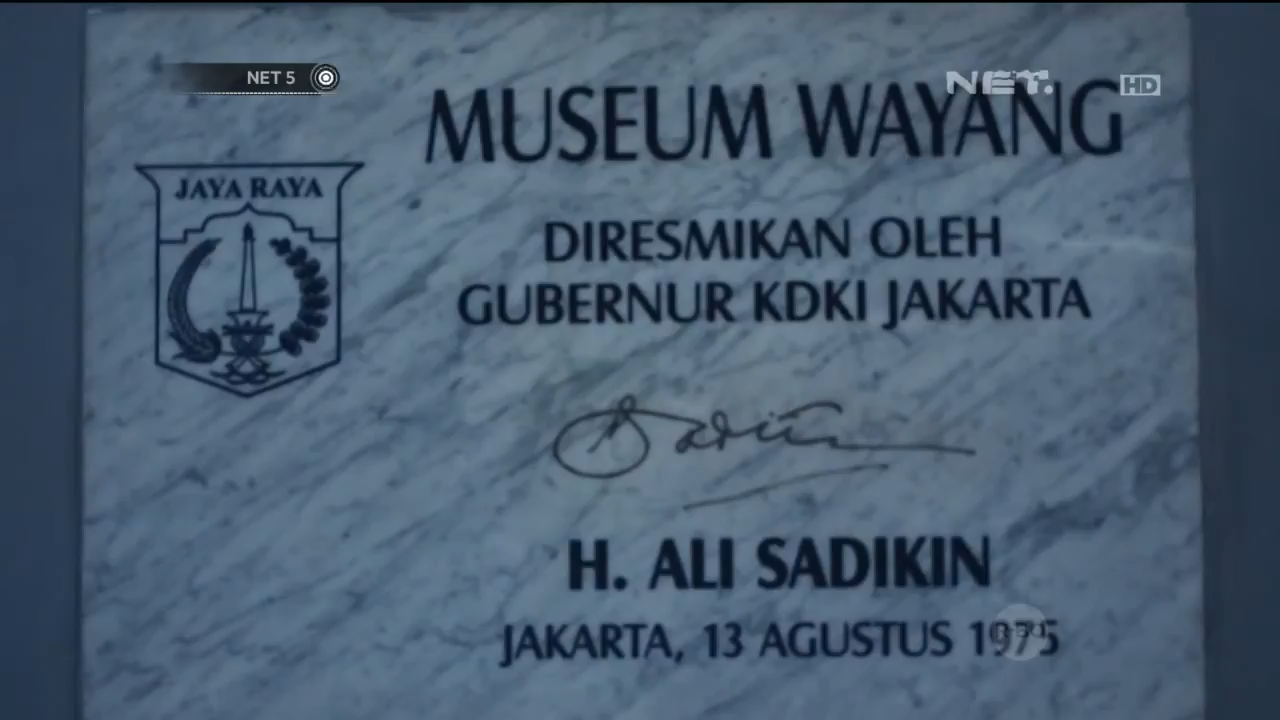 NET 5
NET.
HD
MUSEUM WAYANG
JAYA RAYA
DIRESMIKAN OLEH
GUBERNUR KDKI JAKARTA
H. ALI SADIKIN
JAKARTA, 13 AGUSTUS 1975